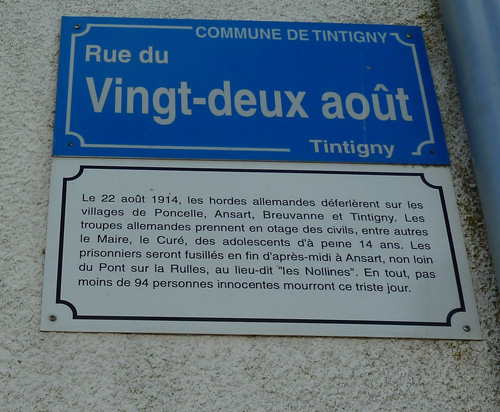 COMMUNE DE TINTIGNY
Rue du
Vingt-deux août
Tintigny
Le 22 août 1914, les hordes allemandes déferlèrent sur les
villages de Poncelle, Ansart, Breuvanne et Tintigny. Les
troupes allemandes prennent en otage des civils, entre autres
le Maire, le Curé, des adolescents d'à peine 14 ans. Les
prisonniers seront fusillés en fin d'après-midi à Ansart, non loin
du Pont sur la Rulles, au lieu-dit "les Nollines". En tout, pas
moins de 94 personnes innocentes mourront ce triste jour.